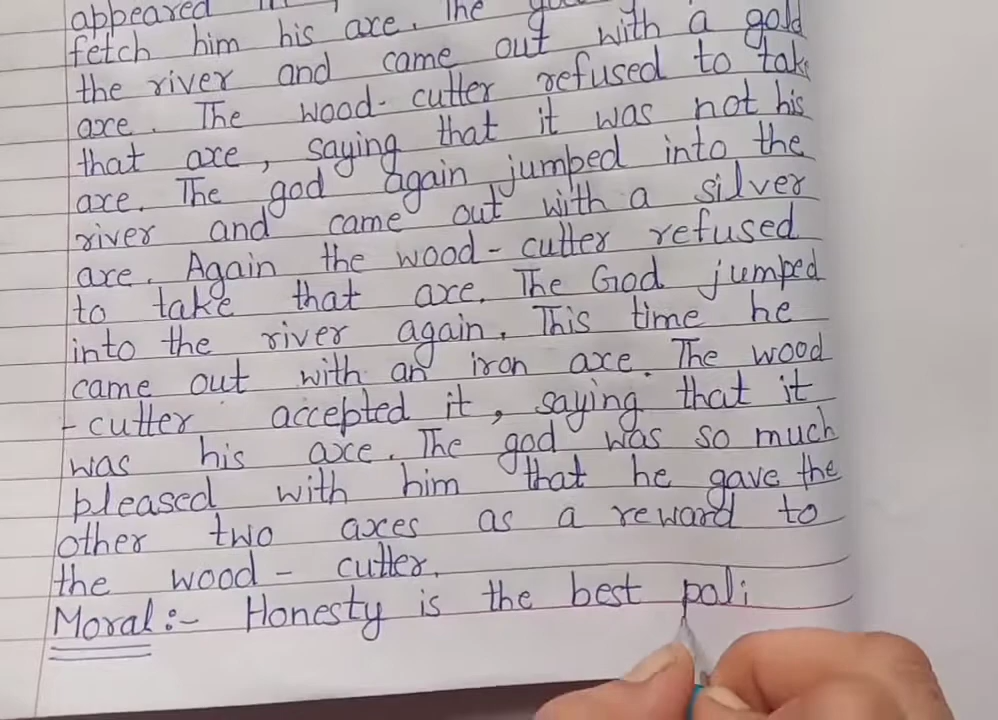 appeared
fetch him his axe. The
the river and came out with a gold
axe. The wood-cutter refused to take
that axe, saying that it was not his
axe. The god again jumped into the
river and came out with a silver
axe. Again the wood-cutter refused
to take that axe. The God jumped
into the river again. This time he
came out with an iron axe. The wood
-cutter accepted it, saying that it
was his axe. The god was so much
pleased with him that he gave the
other two axes as a reward to
the wood-cutter.
Moral:- Honesty is the best poli